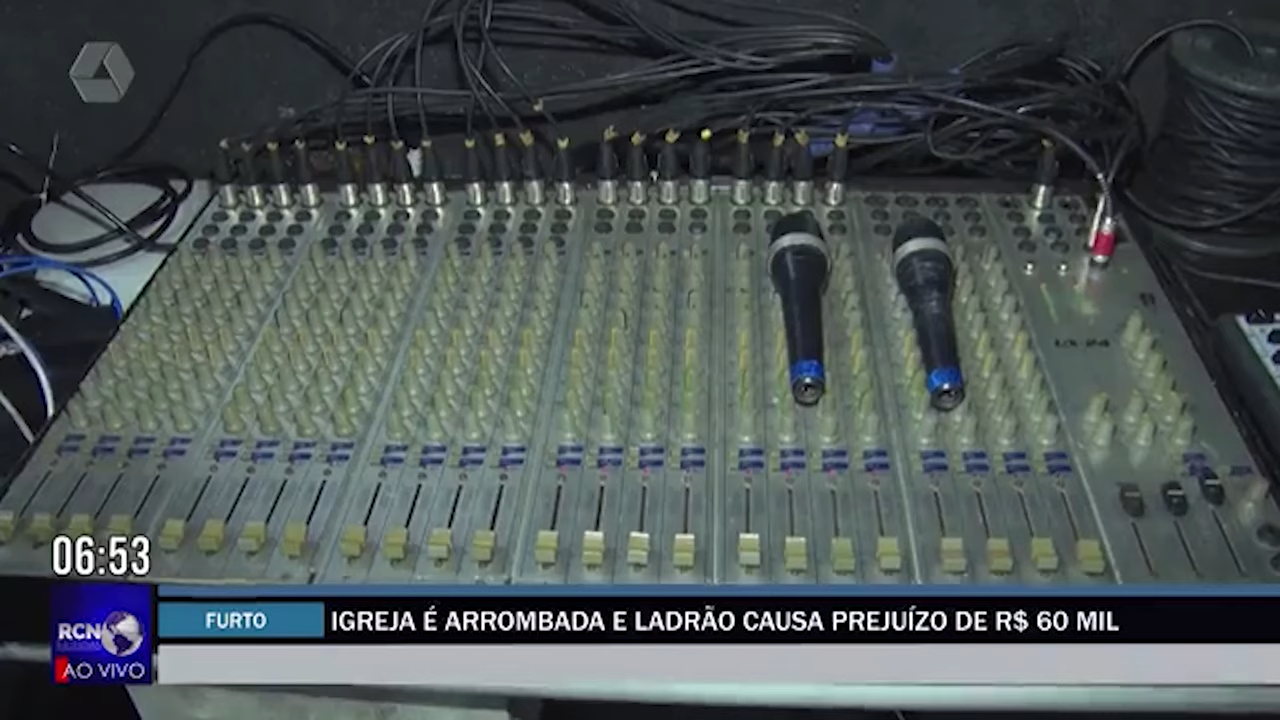 06:53
FURTO
IGREJA É ARROMBADA E LADRÃO CAUSA PREJUÍZO DE R$ 60 MIL
RCN
AO VIVO